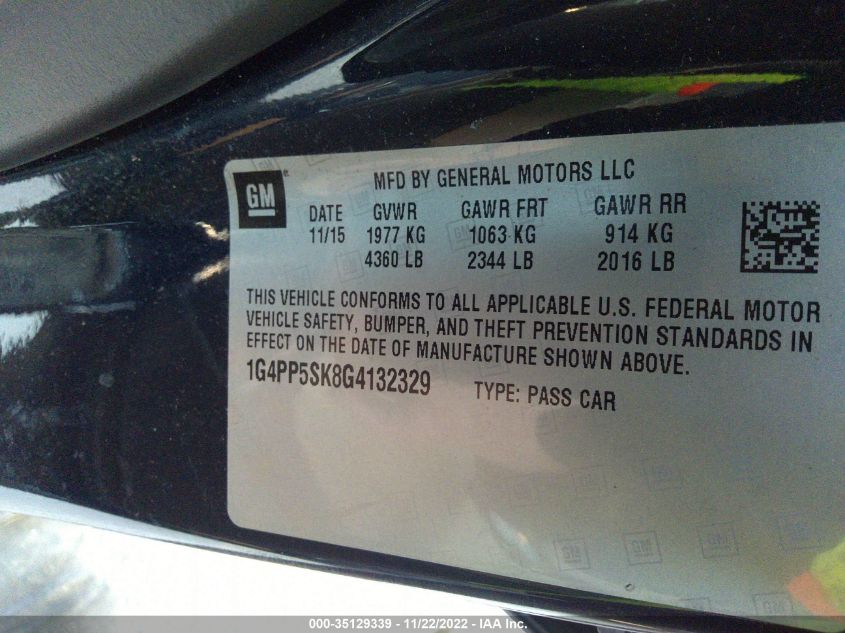 GM
MFD BY GENERAL MOTORS LLC
DATE GVWR GAWR FRT GAWR RR
11/15 1977 KG 1063 KG 914 KG
4360 LB 2344 LB 2016 LB
THIS VEHICLE CONFORMS TO ALL APPLICABLE U.S. FEDERAL MOTOR
VEHICLE SAFETY, BUMPER, AND THEFT PREVENTION STANDARDS IN
EFFECT ON THE DATE OF MANUFACTURE SHOWN ABOVE.
1G4PP5SK8G4132329 TYPE: PASS CAR
000-35129339 - 11/22/2022 - IAA Inc.